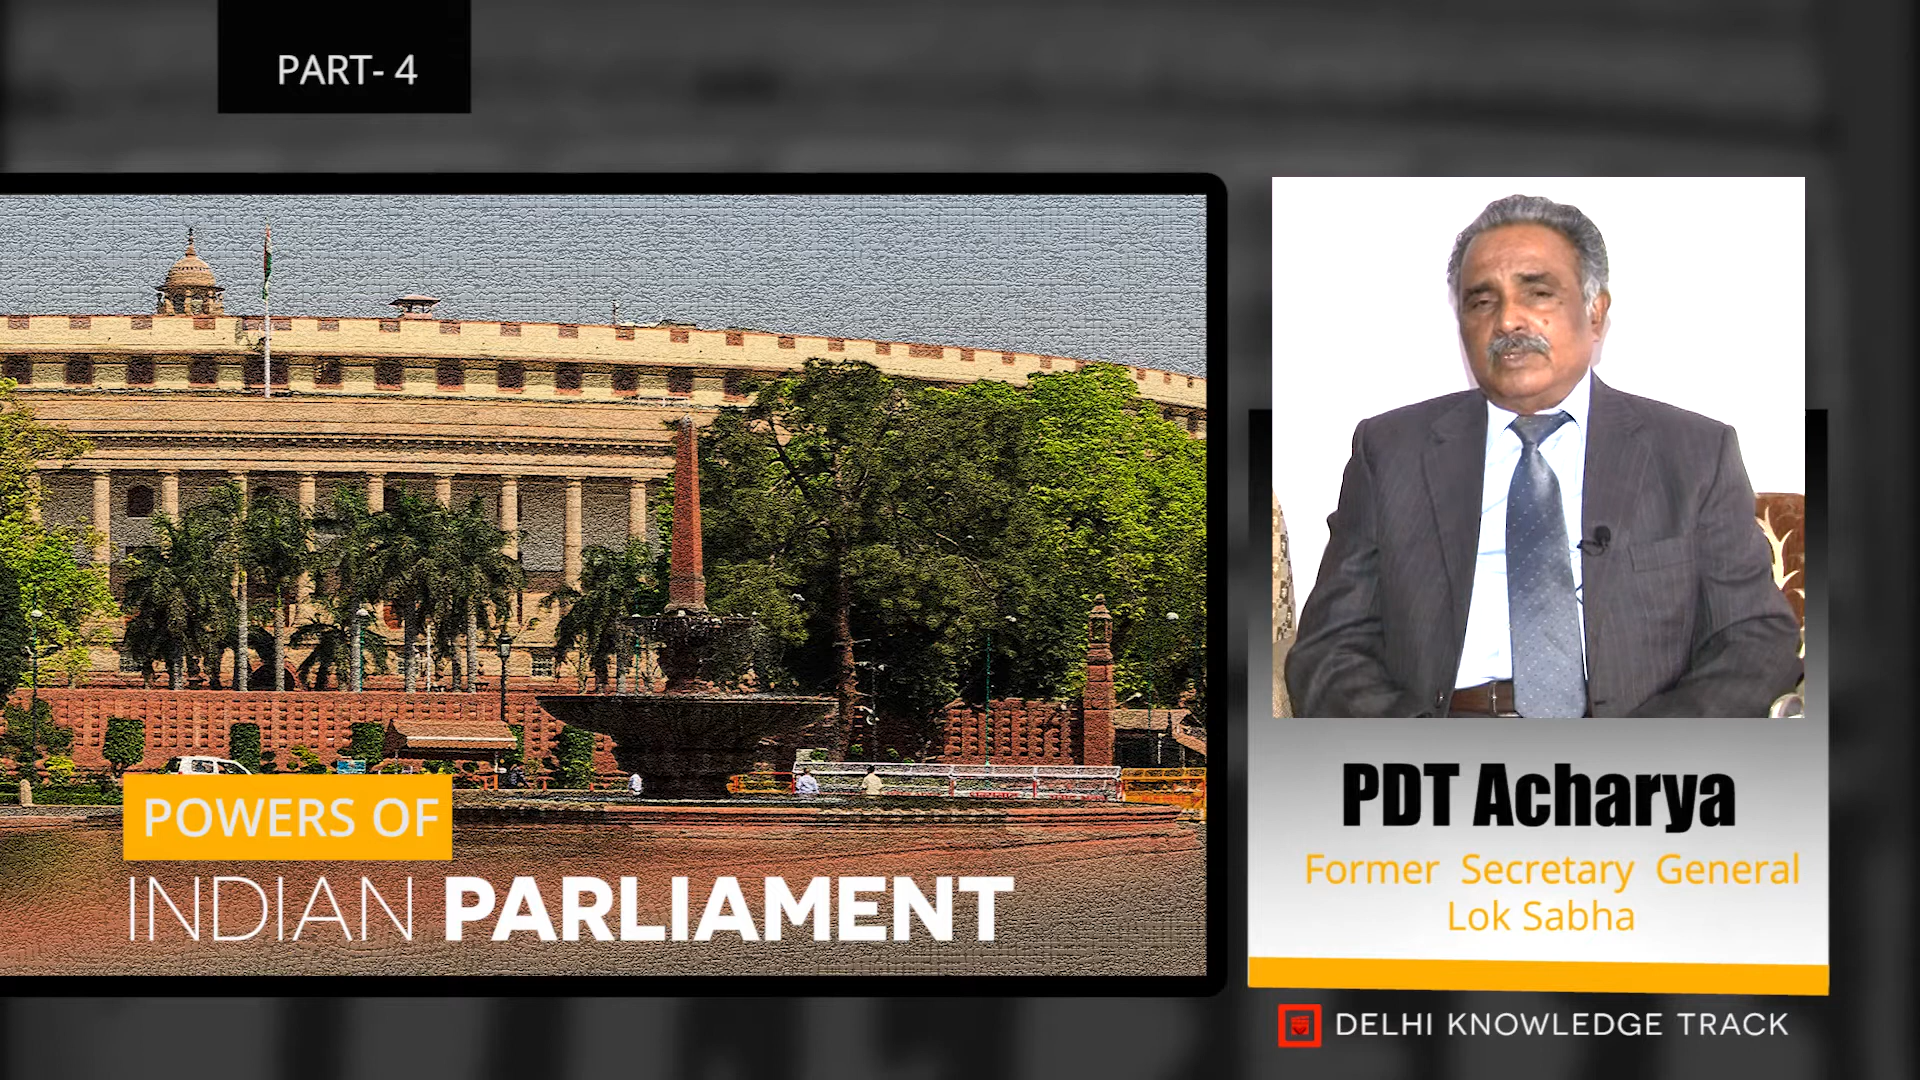 PART- 4
POWERS OF
INDIAN PARLIAMENT
PDT Acharya
Former Secretary General
Lok Sabha
DELHI KNOWLEDGE TRACK